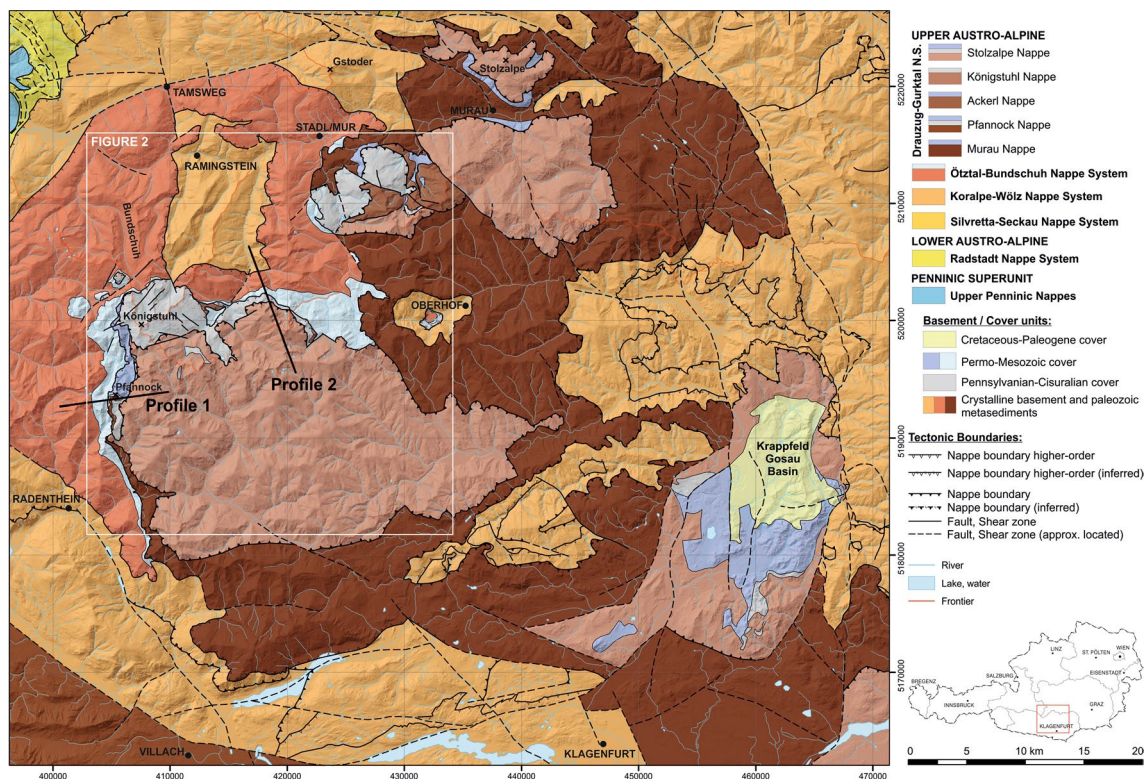 Gstoder
Stolzalpe
TAMSWEG
MURAU
STADL/MUR
FIGURE 2
RAMINGSTEIN
Bundschuh
Königstuhl
OBERHOF
Pfannock
Profile 1
Profile 2
Krappfeld
Gosau
Basin
RADENTHEIN
VILLACH
KLAGENFURT
400000
410000
420000
430000
440000
450000
460000
470000
5220000
5210000
5200000
5190000
5180000
5170000
UPPER AUSTRO-ALPINE
Drauzug-Gurktal N.S.
Stolzalpe Nappe
Königstuhl Nappe
Ackerl Nappe
Pfannock Nappe
Murau Nappe
Ötztal-Bundschuh Nappe System
Koralpe-Wölz Nappe System
Silvretta-Seckau Nappe System
LOWER AUSTRO-ALPINE
Radstadt Nappe System
PENNINIC SUPERUNIT
Upper Penninic Nappes
Basement / Cover units:
Cretaceous-Paleogene cover
Permo-Mesozoic cover
Pennsylvanian-Cisuralian cover
Crystalline basement and paleozoic
metasediments
Tectonic Boundaries:
Nappe boundary higher-order
Nappe boundary higher-order (inferred)
Nappe boundary
Nappe boundary (inferred)
Fault, Shear zone
Fault, Shear zone (approx. located)
River
Lake, water
Frontier
LINZ
ST. PÖLTEN
WIEN
EISENSTADT
SALZBURG
BREGENZ
INNSBRUCK
GRAZ
KLAGENFURT
0 5 10 km 15 20